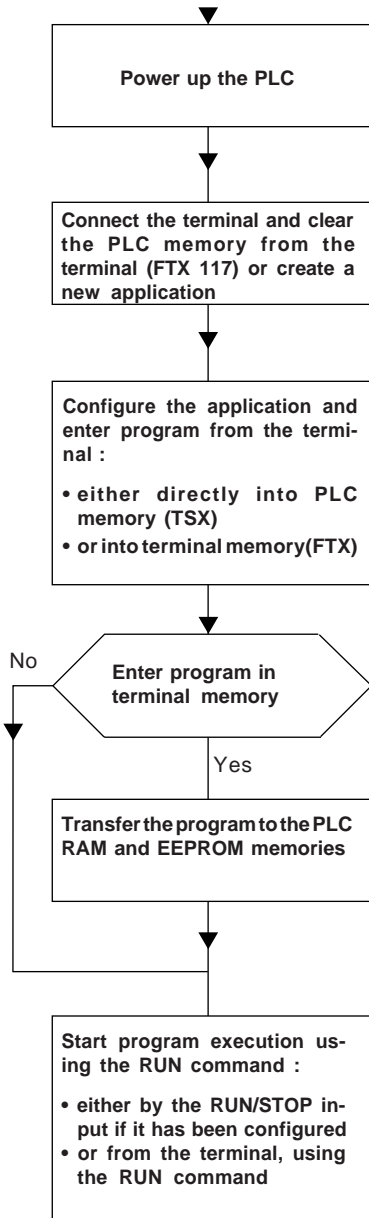 Power up the PLC
Connect the terminal and clear
the PLC memory from the
terminal (FTX 117) or create a
new application
Configure the application and
enter program from the termi-
nal :
• either directly into PLC
memory (TSX)
• or into terminal memory(FTX)
No
Enter program in
terminal memory
Yes
Transfer the program to the PLC
RAM and EEPROM memories
Start program execution us-
ing the RUN command :
• either by the RUN/STOP in-
put if it has been configured
• or from the terminal, using
the RUN command